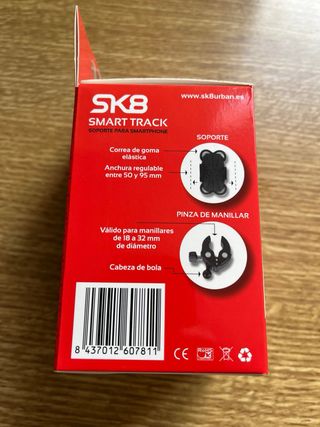 www.sk8urban.es
SK8
SMART TRACK
SOPORTE PARA SMARTPHONE
SOPORTE
Correa de goma
elástica
Anchura regulable
entre 50 y 95 mm
PINZA DE MANILLAR
Válido para manillares
de 18 a 32 mm
de diámetro
Cabeza de bola
8 437012 607811
CE